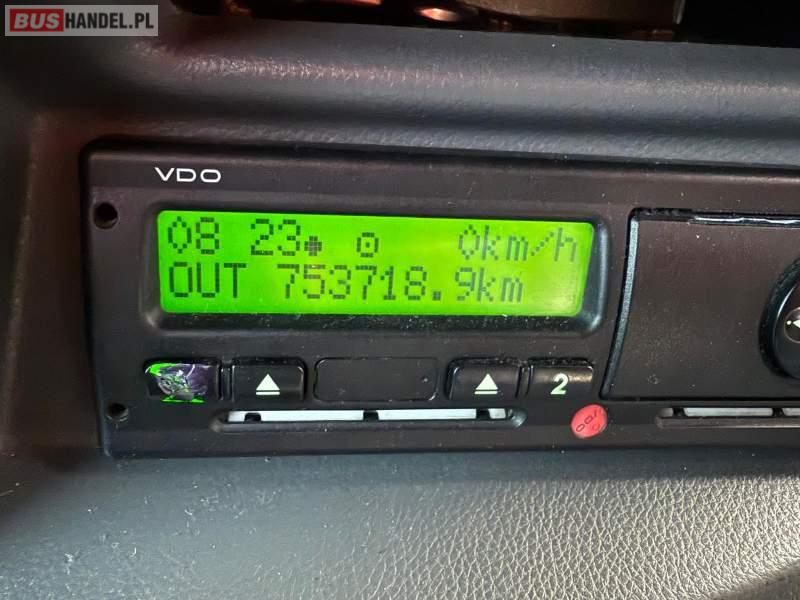 BUSHANDEL.PL
VDO
08 23 0km/h
OUT 753718.9km
2